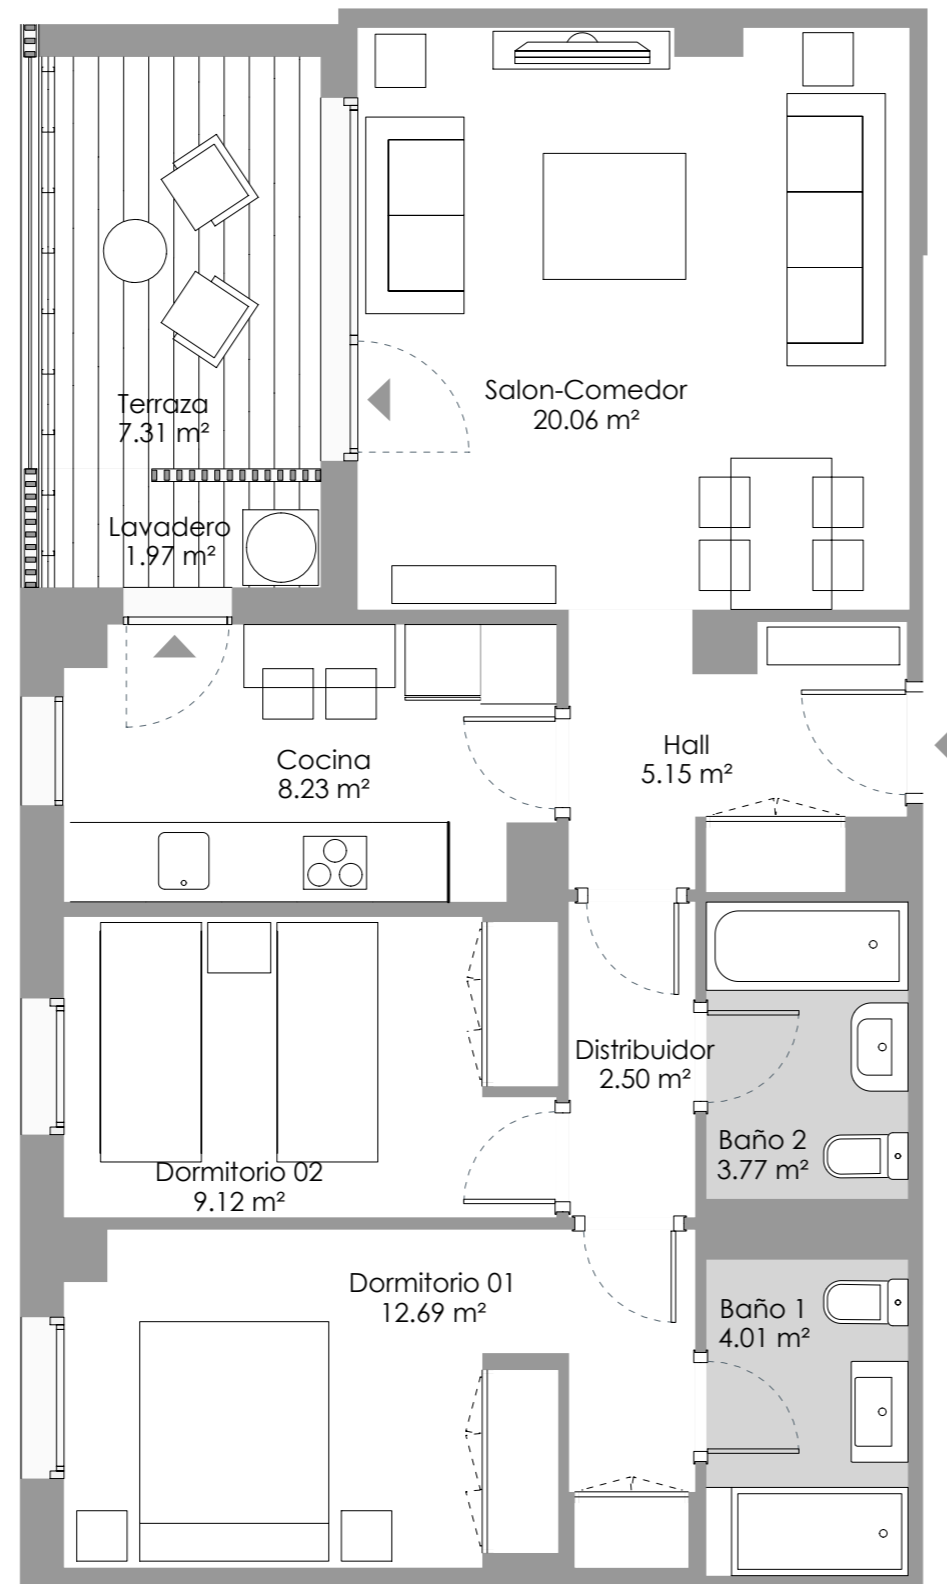 Salon-Comedor
20.06 m²
Terraza
7.31 m²
Lavadero
1.97 m²
Hall
5.15 m²
Cocina
8.23 m²
Distribuidor
2.50 m²
Baño 2
3.77 m²
Dormitorio 02
9.12 m²
Dormitorio 01
12.69 m²
Baño 1
4.01 m²